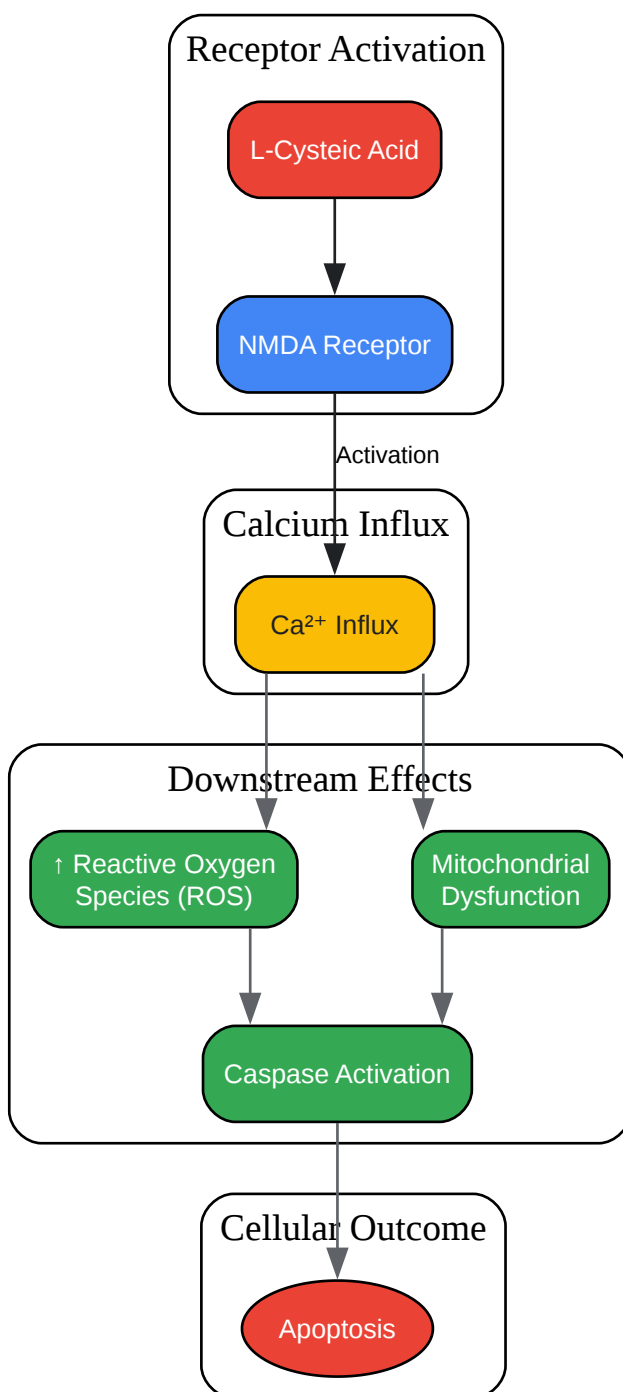 Receptor Activation
L-Cysteic Acid
NMDA Receptor
Activation
Calcium Influx
Ca²⁺ Influx
Downstream Effects
↑ Reactive Oxygen
Species (ROS)
Mitochondrial
Dysfunction
Caspase Activation
Cellular Outcome
Apoptosis